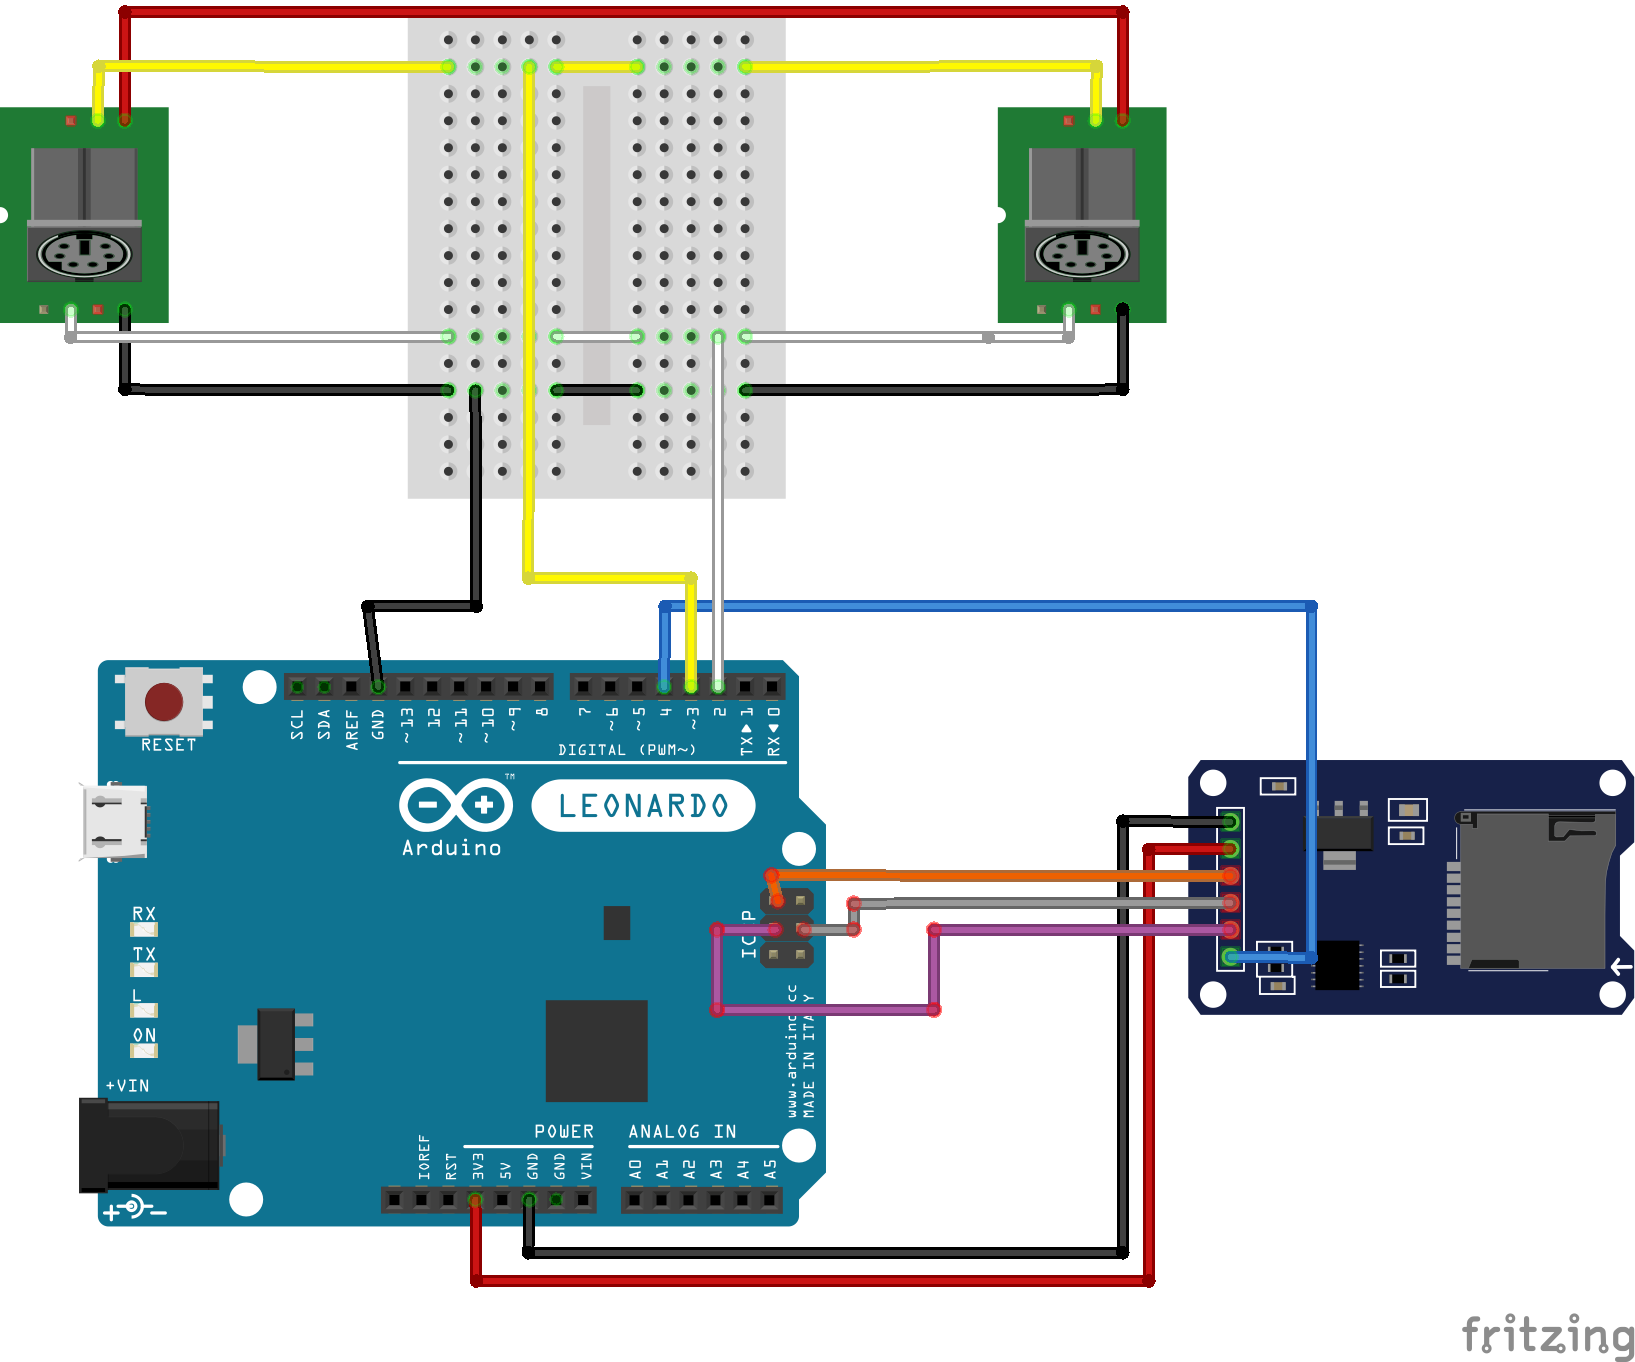 RESET
SCL
SDA
AREF
GND
~13
12
~11
~10
~9
8
7
~6
~5
4
~3
2
TX▶1
RX◀0
DIGITAL (PWM~)
TM
LEONARDO
Arduino
RX
TX
L
ON
ICSP
www.arduino.cc
MADE IN ITALY
+VIN
POWER
ANALOG IN
IOREF
RST
3V3
5V
GND
GND
VIN
A0
A1
A2
A3
A4
A5
fritzing